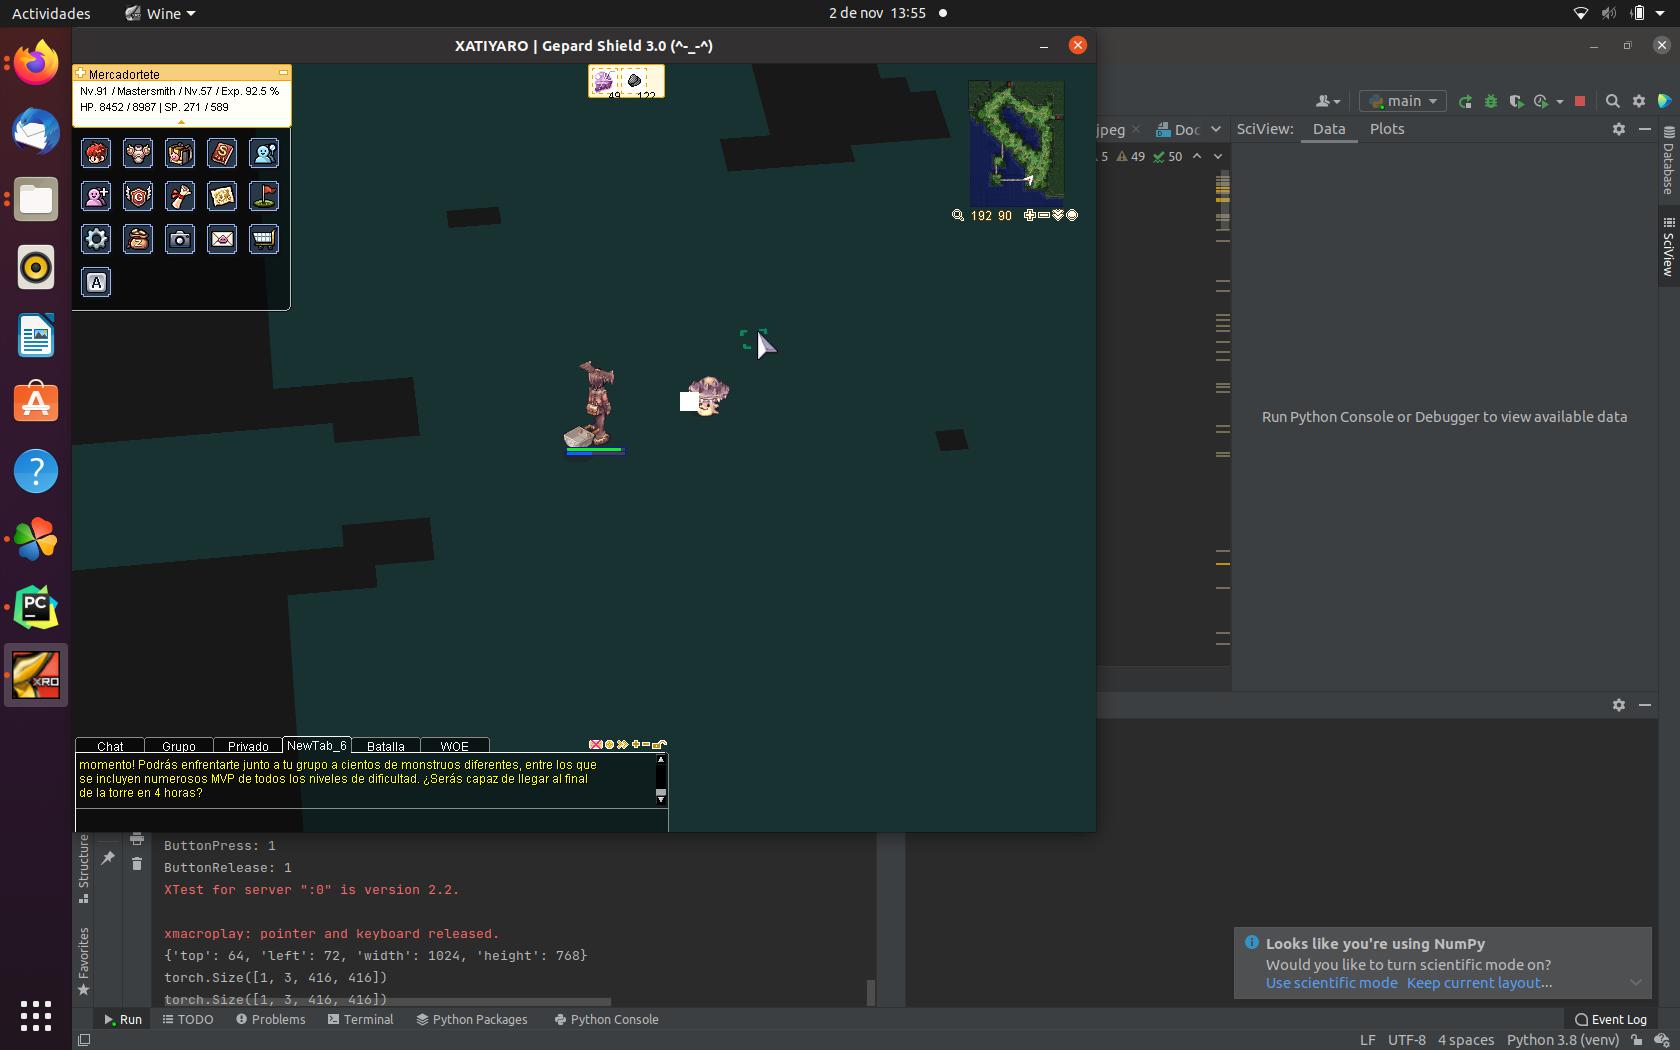 Actividades
Wine
2 de nov 13:55
XATIYARO | Gepard Shield 3.0 (^-_-^)
Mercadortete
Nv.91 / Mastersmith / Nv.57 / Exp. 92.5 %
HP. 8452 / 8987 | SP. 271 / 589
49
122
192 90
A
main
jpeg
Doc
SciView:
Data
Plots
5
49
50
Database
SciView
Run Python Console or Debugger to view available data
PC
XRO
Chat
Grupo
Privado
NewTab_6
Batalla
WOE
momento! Podrás enfrentarte junto a tu grupo a cientos de monstruos diferentes, entre los que
se incluyen numerosos MVP de todos los niveles de dificultad. ¿Serás capaz de llegar al final
de la torre en 4 horas?
Structure
Favorites
ButtonPress: 1
ButtonRelease: 1
XTest for server ":0" is version 2.2.
xmacroplay: pointer and keyboard released.
{'top': 64, 'left': 72, 'width': 1024, 'height': 768}
torch.Size([1, 3, 416, 416])
torch.Size([1, 3, 416, 416])
Looks like you're using NumPy
Would you like to turn scientific mode on?
Use scientific mode Keep current layout...
Run
TODO
Problems
Terminal
Python Packages
Python Console
Event Log
LF
UTF-8
4 spaces
Python 3.8 (venv)